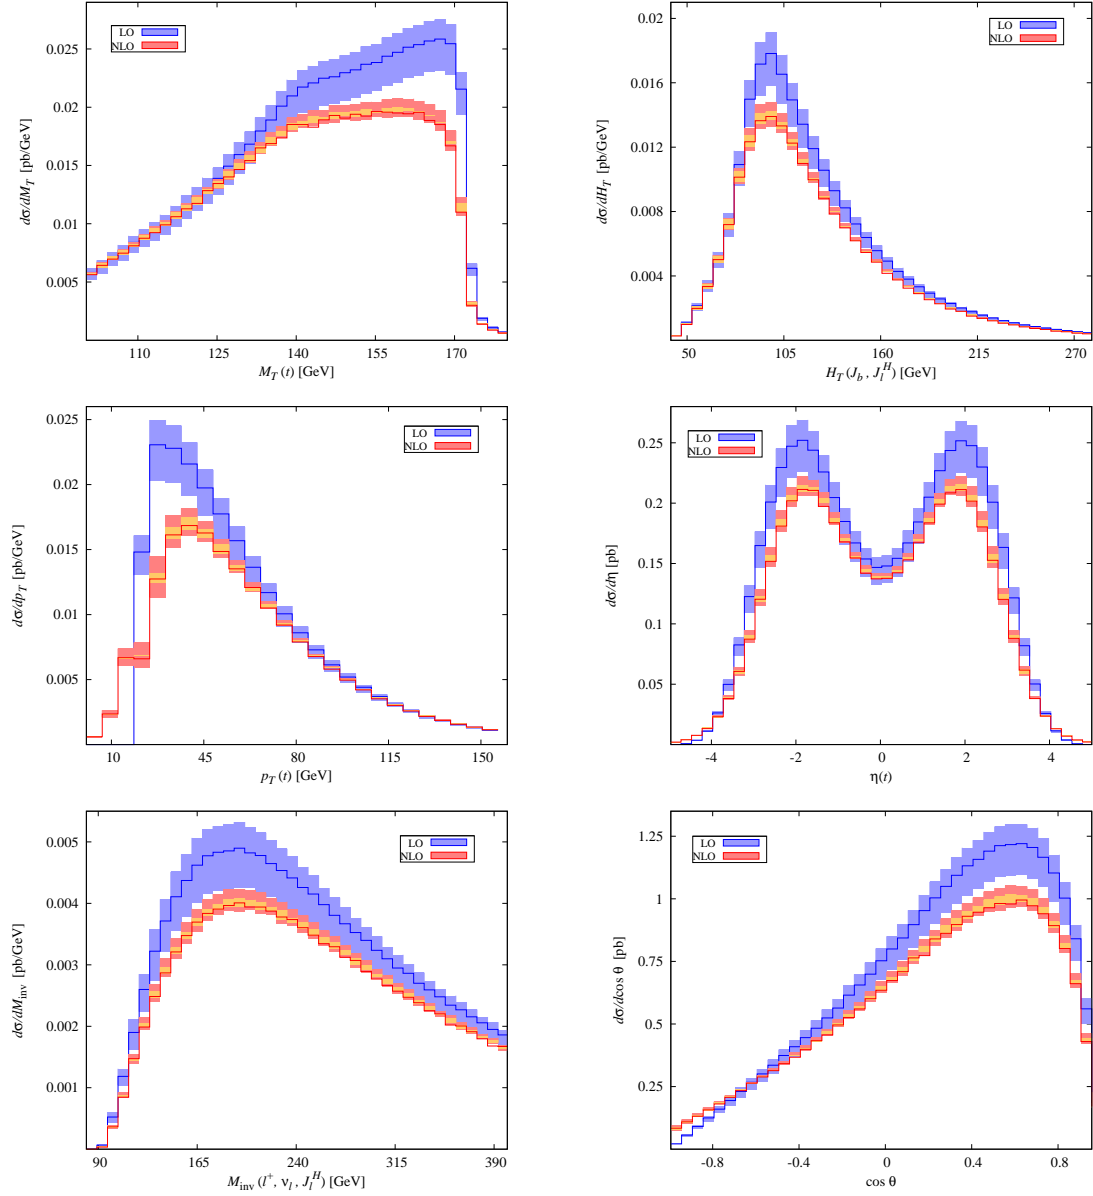 0.025
0.02
0.015
0.01
0.005
dσ/dM_T [pb/GeV]
LO
NLO
110 125 140 155 170
M_T(t) [GeV]
0.02
0.016
0.012
0.008
0.004
dσ/dH_T [pb/GeV]
LO
NLO
50 105 160 215 270
H_T(J_b, J_l^H) [GeV]
0.025
0.02
0.015
0.01
0.005
dσ/dp_T [pb/GeV]
LO
NLO
10 45 80 115 150
p_T(t) [GeV]
0.25
0.2
0.15
0.1
0.05
dσ/dη [pb]
LO
NLO
-4 -2 0 2 4
η(t)
0.005
0.004
0.003
0.002
0.001
dσ/dM_inv [pb/GeV]
LO
NLO
90 165 240 315 390
M_inv(l^+, ν_l, J_l^H) [GeV]
1.25
1
0.75
0.5
0.25
dσ/dcos θ [pb]
LO
NLO
-0.8 -0.4 0 0.4 0.8
cos θ